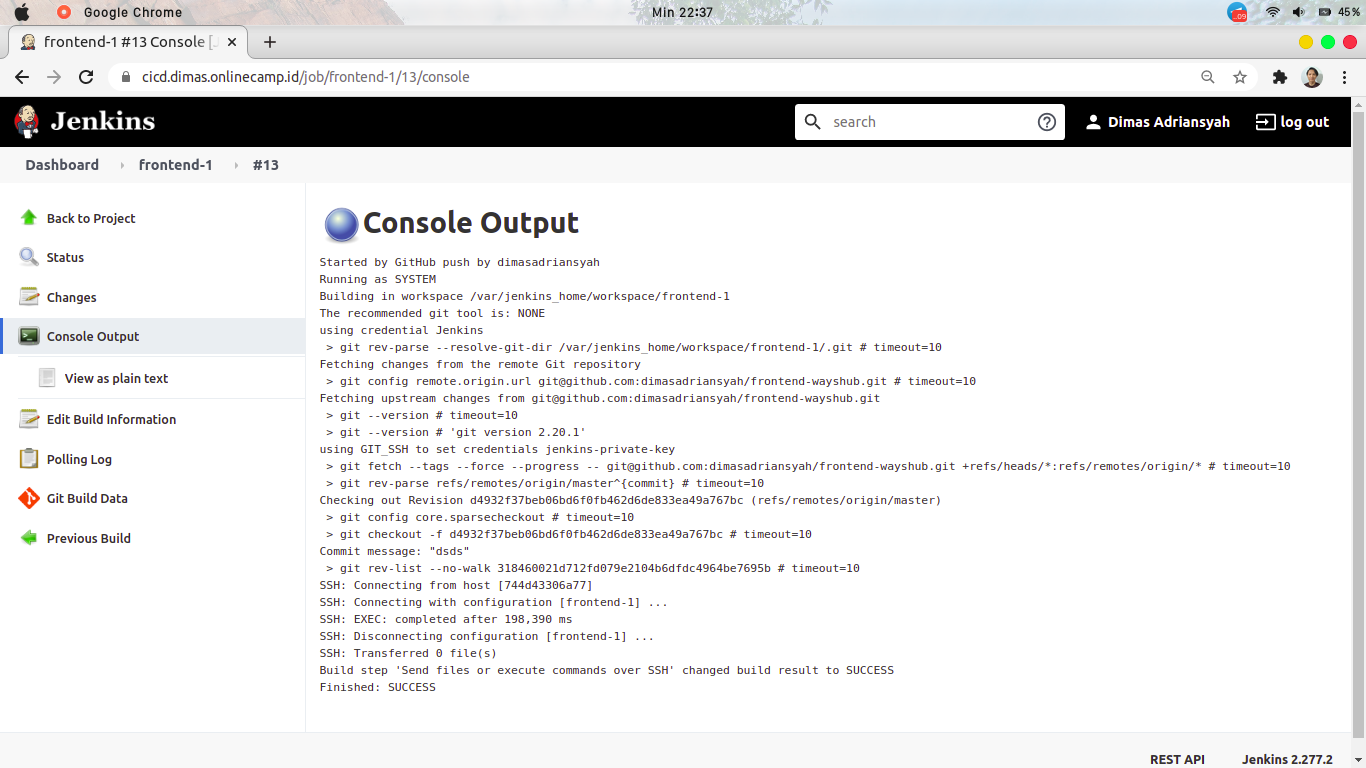 Google Chrome
Min 22:37
45%
frontend-1 #13 Console [
cicd.dimas.onlinecamp.id/job/frontend-1/13/console
Jenkins
search
Dimas Adriansyah
log out
Dashboard
frontend-1
#13
Back to Project
Status
Changes
Console Output
View as plain text
Edit Build Information
Polling Log
Git Build Data
Previous Build
Console Output
Started by GitHub push by dimasadriansyah
Running as SYSTEM
Building in workspace /var/jenkins_home/workspace/frontend-1
The recommended git tool is: NONE
using credential Jenkins
> git rev-parse --resolve-git-dir /var/jenkins_home/workspace/frontend-1/.git # timeout=10
Fetching changes from the remote Git repository
> git config remote.origin.url git@github.com:dimasadriansyah/frontend-wayshub.git # timeout=10
Fetching upstream changes from git@github.com:dimasadriansyah/frontend-wayshub.git
> git --version # timeout=10
> git --version # 'git version 2.20.1'
using GIT_SSH to set credentials jenkins-private-key
> git fetch --tags --force --progress -- git@github.com:dimasadriansyah/frontend-wayshub.git +refs/heads/*:refs/remotes/origin/* # timeout=10
> git rev-parse refs/remotes/origin/master^{commit} # timeout=10
Checking out Revision d4932f37beb06bd6f0fb462d6de833ea49a767bc (refs/remotes/origin/master)
> git config core.sparsecheckout # timeout=10
> git checkout -f d4932f37beb06bd6f0fb462d6de833ea49a767bc # timeout=10
Commit message: "dsds"
> git rev-list --no-walk 318460021d712fd079e2104b6dfdc4964be7695b # timeout=10
SSH: Connecting from host [744d43306a77]
SSH: Connecting with configuration [frontend-1] ...
SSH: EXEC: completed after 198,390 ms
SSH: Disconnecting configuration [frontend-1] ...
SSH: Transferred 0 file(s)
Build step 'Send files or execute commands over SSH' changed build result to SUCCESS
Finished: SUCCESS
REST API
Jenkins 2.277.2